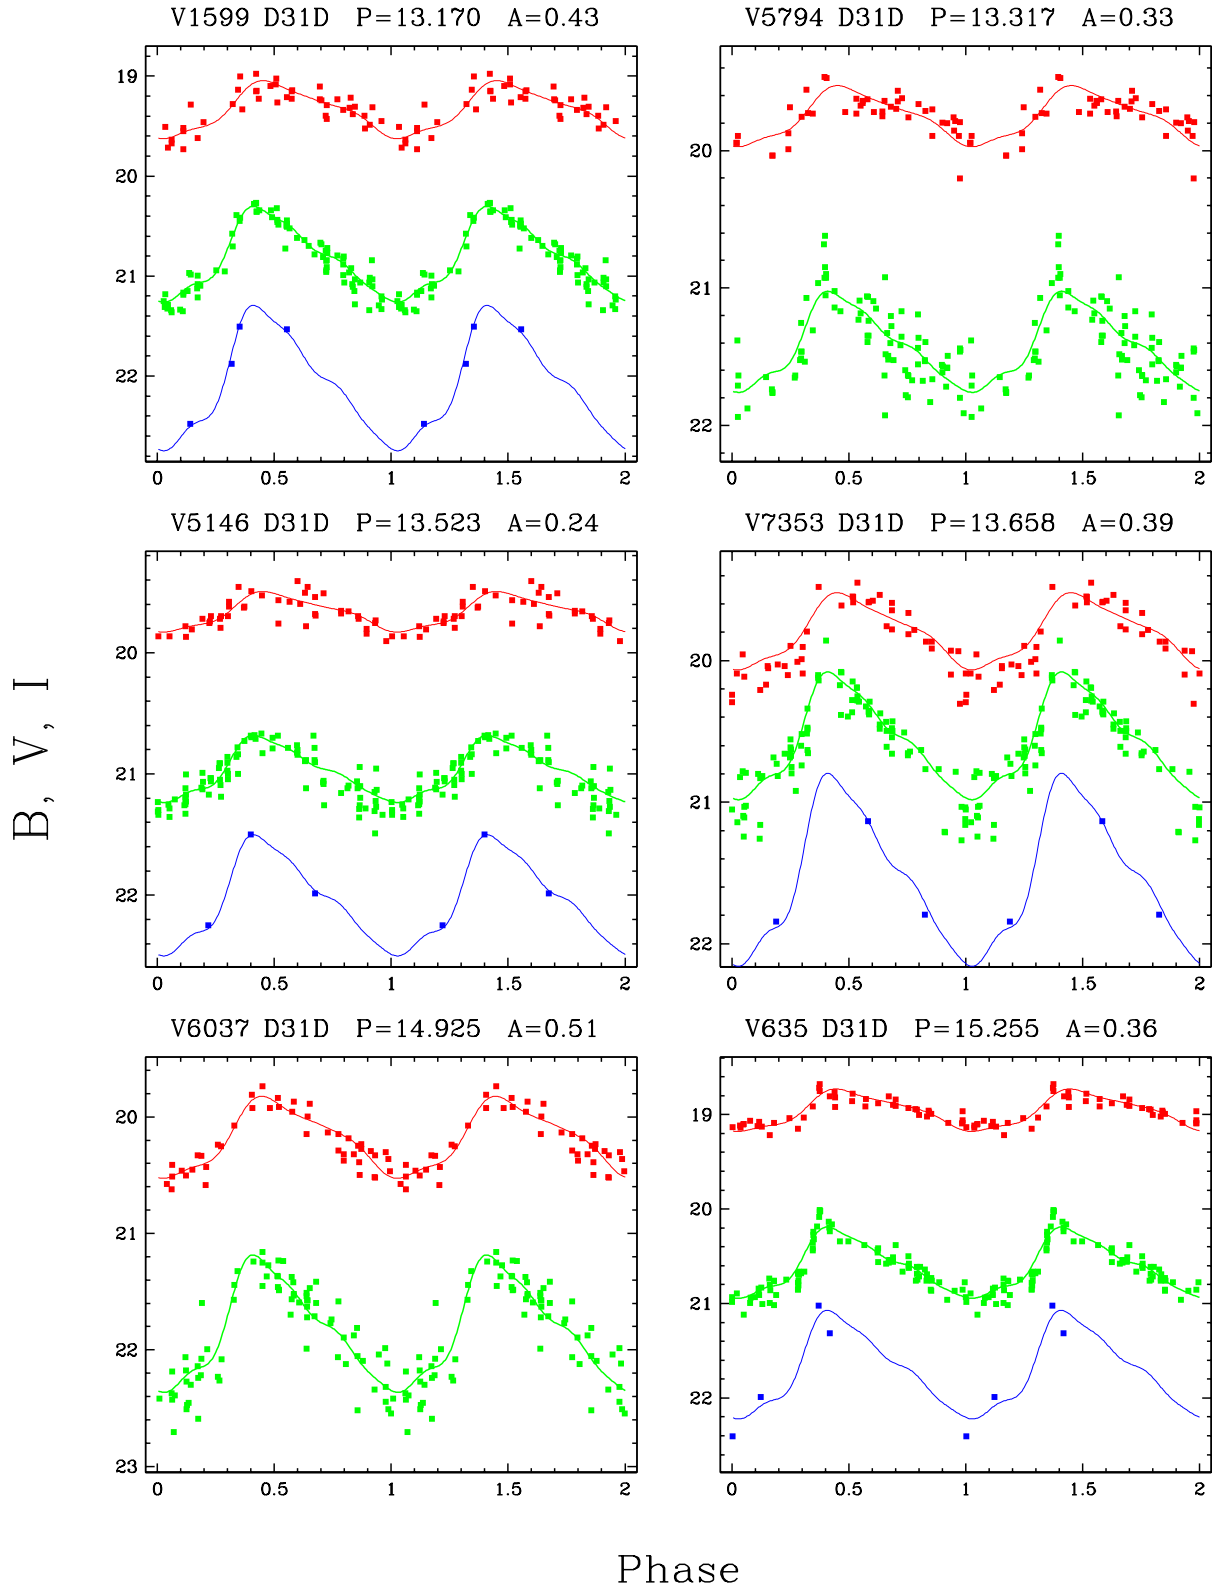 V1599 D31D P=13.170 A=0.43
V5794 D31D P=13.317 A=0.33
19
20
21
22
0 0.5 1 1.5 2
20
21
22
0 0.5 1 1.5 2
V5146 D31D P=13.523 A=0.24
V7353 D31D P=13.658 A=0.39
20
21
22
0 0.5 1 1.5 2
20
21
22
0 0.5 1 1.5 2
B, V, I
V6037 D31D P=14.925 A=0.51
V635 D31D P=15.255 A=0.36
20
21
22
23
0 0.5 1 1.5 2
19
20
21
22
0 0.5 1 1.5 2
Phase